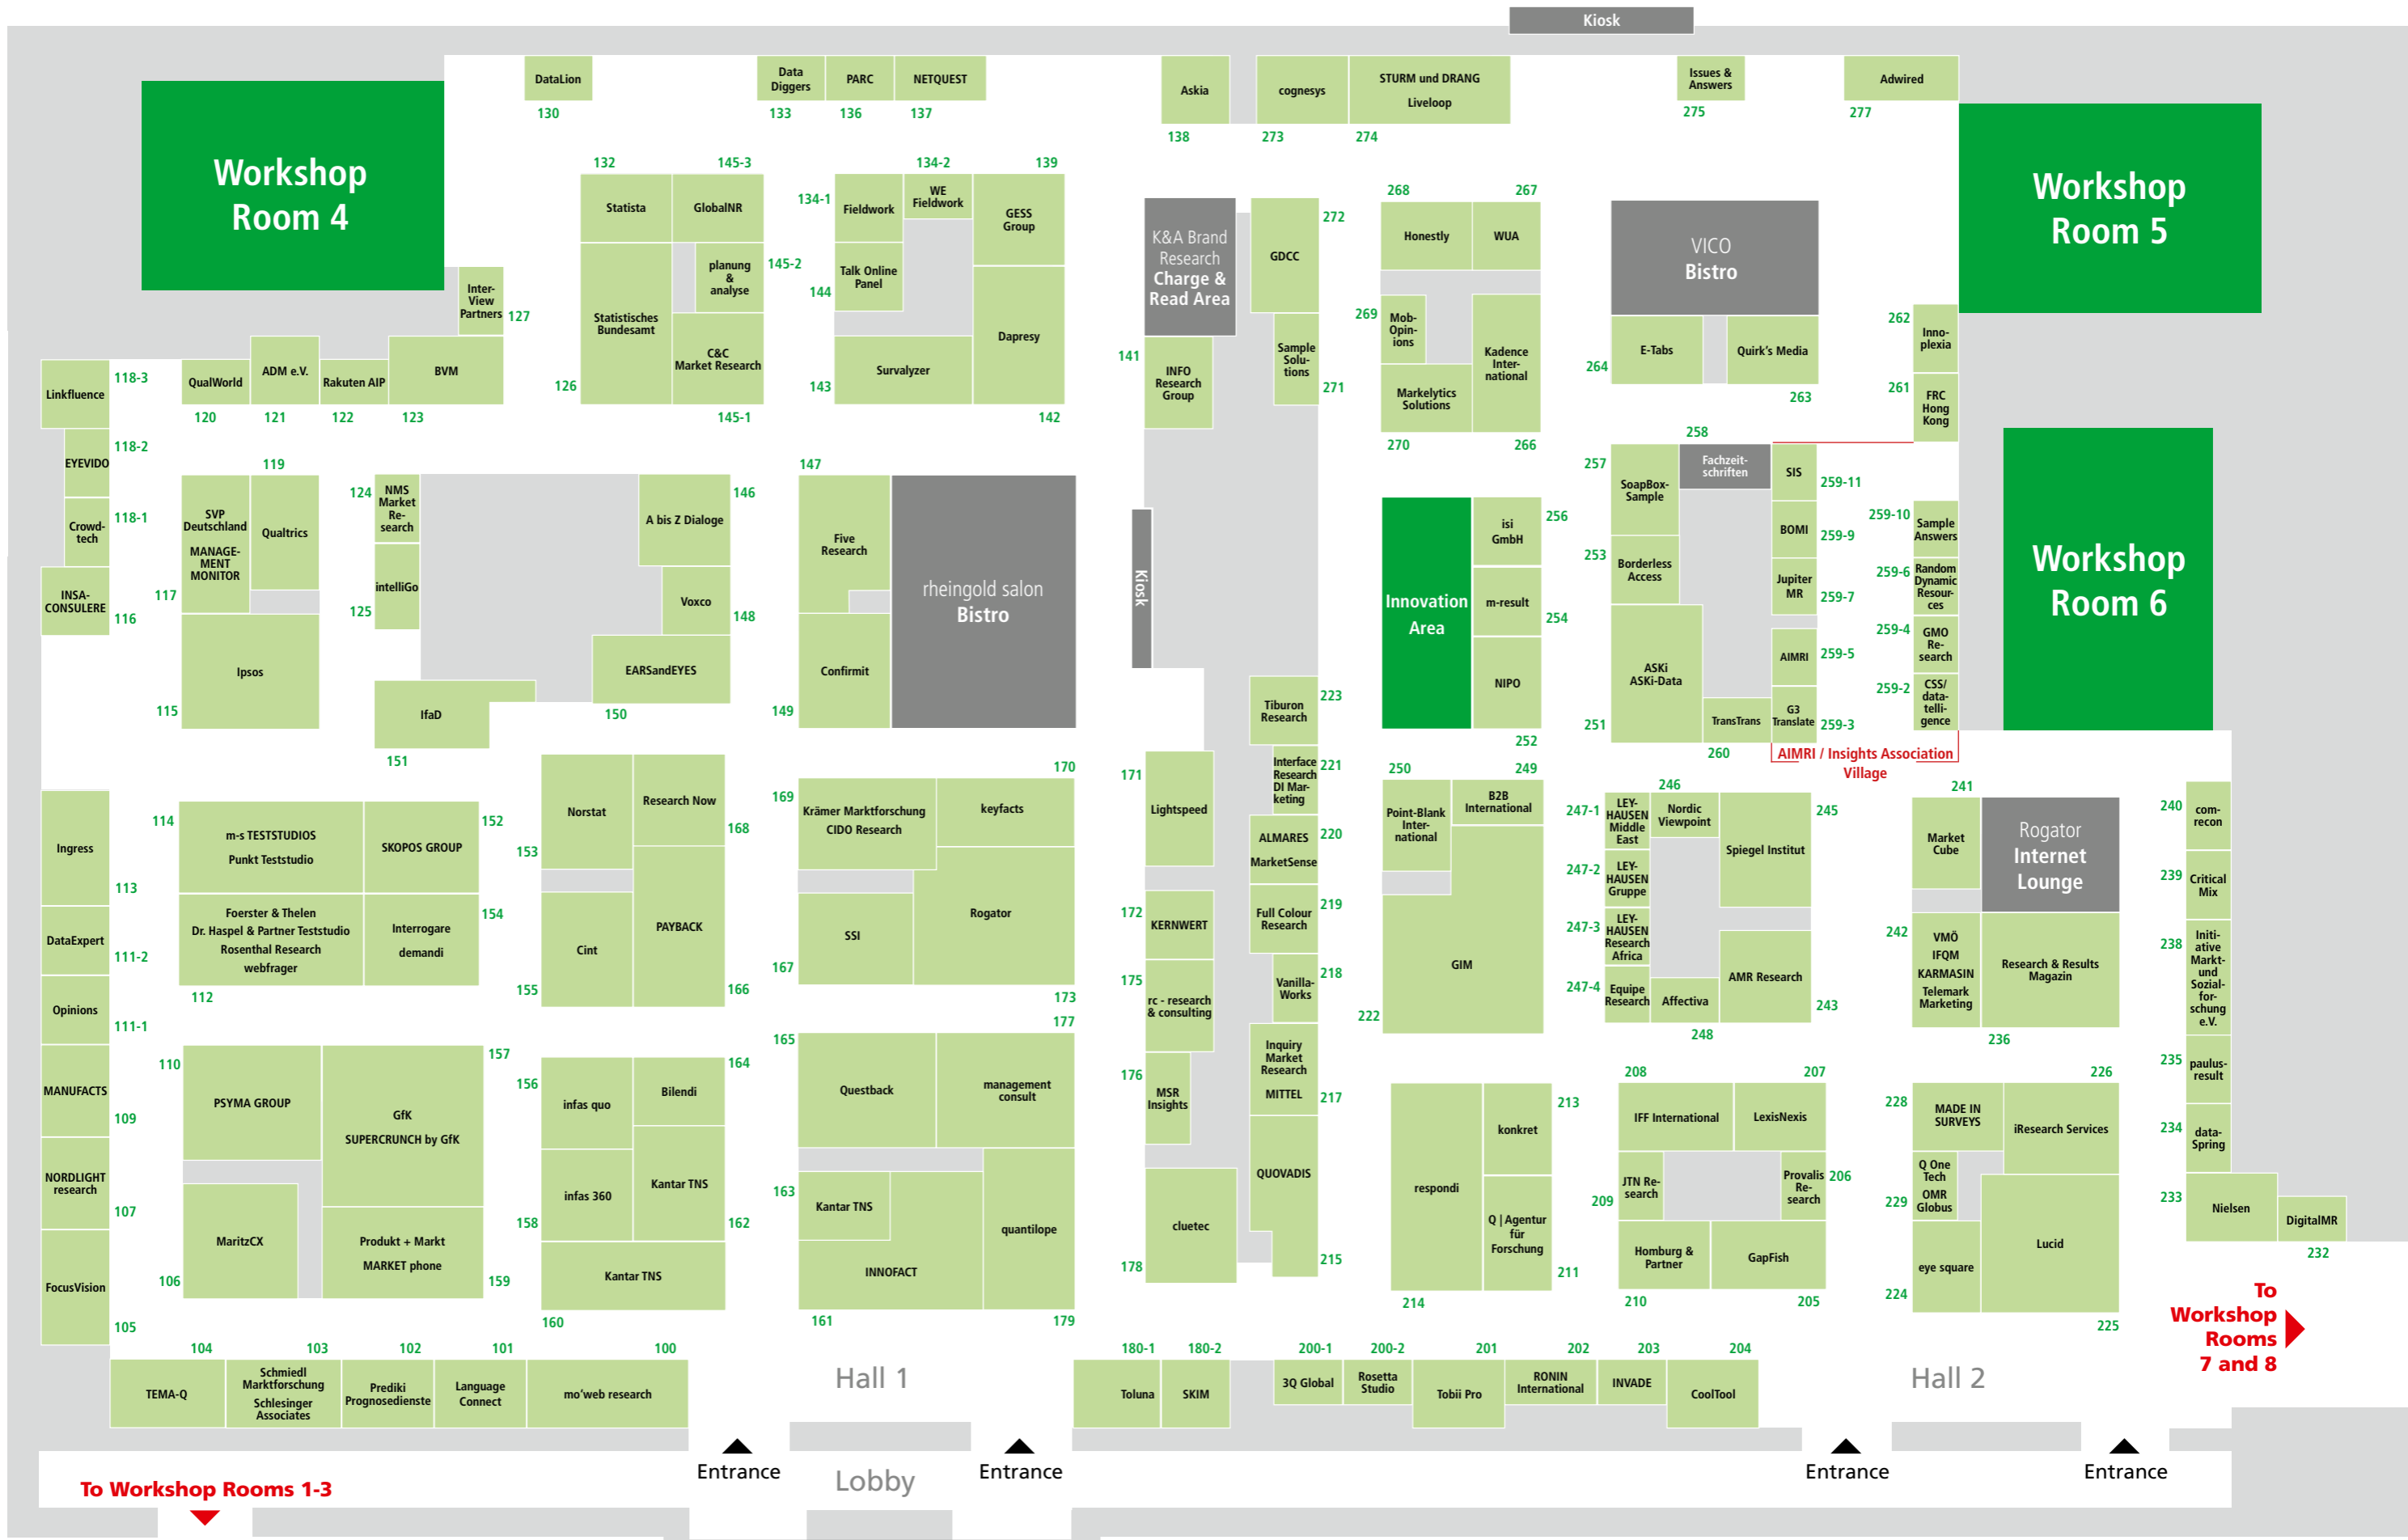 Kiosk
DataLion
130
Data
Diggers
133
PARC
136
NETQUEST
137
Askia
138
cognesys
273
STURM und DRANG
Liveloop
274
Issues &
Answers
275
Adwired
277
Workshop
Room 4
Workshop
Room 5
132
145-3
Statista
GlobalNR
planung
&
analyse
145-2
Statistisches
Bundesamt
C&C
Market Research
126
145-1
134-1
134-2
139
Fieldwork
WE
Fieldwork
GESS
Group
Talk Online
Panel
144
Dapresy
Survalyzer
143
142
K&A Brand
Research
Charge &
Read Area
141
INFO
Research
Group
GDCC
272
Sample
Solu-
tions
271
268
267
Honestly
WUA
269
Mob-
Opin-
ions
Kadence
Inter-
national
Markelytics
Solutions
270
266
VICO
Bistro
E-Tabs
264
Quirk's Media
263
262
Inno-
plexia
261
FRC
Hong
Kong
Inter-
View
Partners
127
Linkfluence
118-3
QualWorld
120
ADM e.V.
121
Rakuten AIP
122
BVM
123
118-2
EYEVIDO
Crowd-
tech
118-1
INSA-
CONSULERE
116
119
SVP
Deutschland
MANAGE-
MENT
MONITOR
117
Qualtrics
Ipsos
115
124
NMS
Market
Re-
search
125
intelliGo
IfaD
151
146
A bis Z Dialoge
Voxco
148
EARSandEYES
150
147
Five
Research
Confirmit
149
rheingold salon
Bistro
Kiosk
Innovation
Area
isi
GmbH
256
m-result
254
NIPO
252
258
257
SoapBox-
Sample
Fachzeit-
schriften
SIS
259-11
253
Borderless
Access
BOMI
259-9
Jupiter
MR
259-7
ASKi
ASKi-Data
251
AIMRI
259-5
TransTrans
260
G3
Translate
259-3
259-10
Sample
Answers
259-6
Random
Dynamic
Resour-
ces
259-4
GMO
Re-
search
259-2
CSS/
data-
telli-
gence
AIMRI / Insights Association
Village
Workshop
Room 6
Tiburon
Research
223
Interface
Research
DI Mar-
keting
221
ALMARES
MarketSense
220
Full Colour
Research
219
Vanilla-
Works
218
Inquiry
Market
Research
MITTEL
217
QUOVADIS
215
171
Lightspeed
172
KERNWERT
175
rc - research
& consulting
176
MSR
Insights
cluetec
178
Ingress
113
DataExpert
111-2
Opinions
111-1
MANUFACTS
109
NORDLIGHT
research
107
FocusVision
105
114
m-s TESTSTUDIOS
Punkt Teststudio
SKOPOS GROUP
152
Foerster & Thelen
Dr. Haspel & Partner Teststudio
Rosenthal Research
webfrager
112
Interrogare
demandi
154
Norstat
153
Research Now
168
Cint
155
PAYBACK
166
169
170
Krämer Marktforschung
CIDO Research
keyfacts
SSI
167
Rogator
173
250
249
Point-Blank
Inter-
national
B2B
International
GIM
222
246
247-1
LEY-
HAUSEN
Middle
East
Nordic
Viewpoint
245
Spiegel Institut
247-2
LEY-
HAUSEN
Gruppe
247-3
LEY-
HAUSEN
Research
Africa
247-4
Equipe
Research
Affectiva
248
AMR Research
243
241
Market
Cube
Rogator
Internet
Lounge
242
VMÖ
IFQM
KARMASIN
Telemark
Marketing
Research & Results
Magazin
236
240
com-
recon
239
Critical
Mix
238
Initi-
ative
Markt-
und
Sozial-
for-
schung
e.V.
235
paulus-
result
234
data-
Spring
233
Nielsen
DigitalMR
232
110
PSYMA GROUP
157
GfK
SUPERCRUNCH by GfK
MaritzCX
106
Produkt + Markt
MARKET phone
159
156
infas quo
Bilendi
164
infas 360
158
Kantar TNS
162
Kantar TNS
160
165
177
Questback
management
consult
163
Kantar TNS
INNOFACT
161
quantilope
179
respondi
214
konkret
213
Q | Agentur
für
Forschung
211
208
207
IFF International
LexisNexis
JTN Re-
search
209
Provalis
Re-
search
206
Homburg &
Partner
210
GapFish
205
226
228
MADE IN
SURVEYS
iResearch Services
Q One
Tech
OMR
Globus
229
eye square
224
Lucid
225
To
Workshop
Rooms
7 and 8
104
TEMA-Q
103
Schmiedl
Marktforschung
Schlesinger
Associates
102
Prediki
Prognosedienste
101
Language
Connect
100
mo'web research
Hall 1
180-1
Toluna
180-2
SKIM
200-1
3Q Global
200-2
Rosetta
Studio
201
Tobii Pro
202
RONIN
International
203
INVADE
204
CoolTool
Hall 2
Entrance
Lobby
Entrance
Entrance
Entrance
To Workshop Rooms 1-3